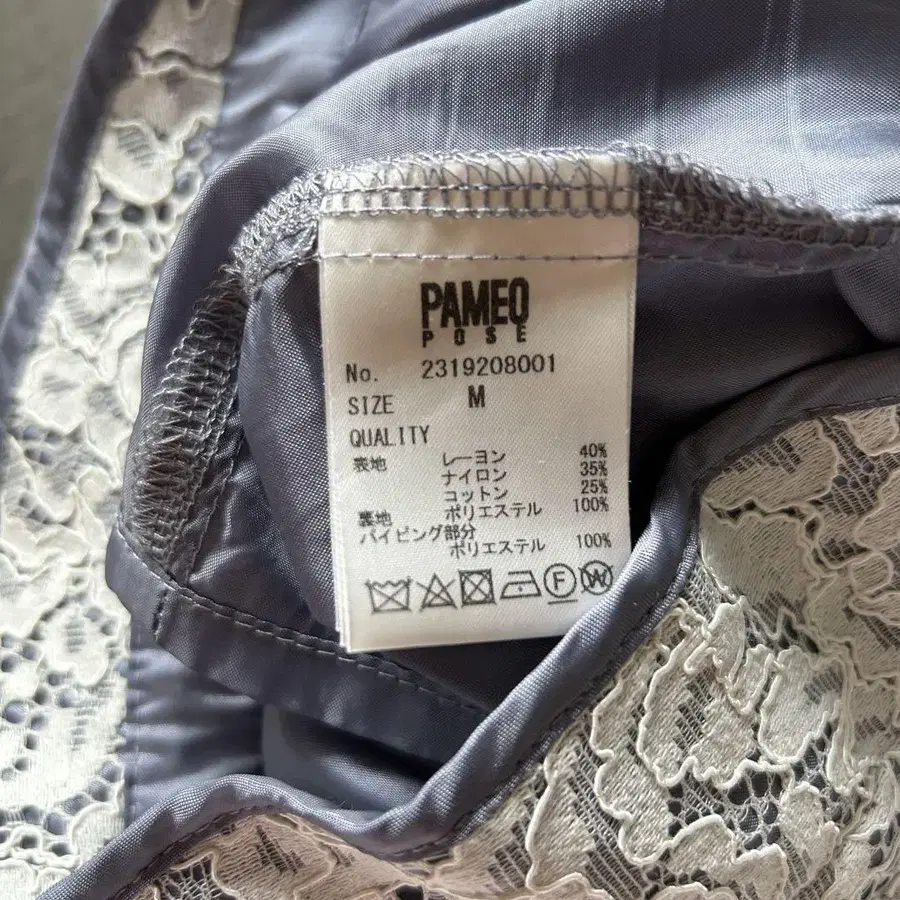 PAMEO
POSE
No. 2319208001
SIZE M
QUALITY
表地 レーヨン 40%
ナイロン 35%
コットン 25%
裏地 ポリエステル 100%
パイピング部分
ポリエステル 100%
F W